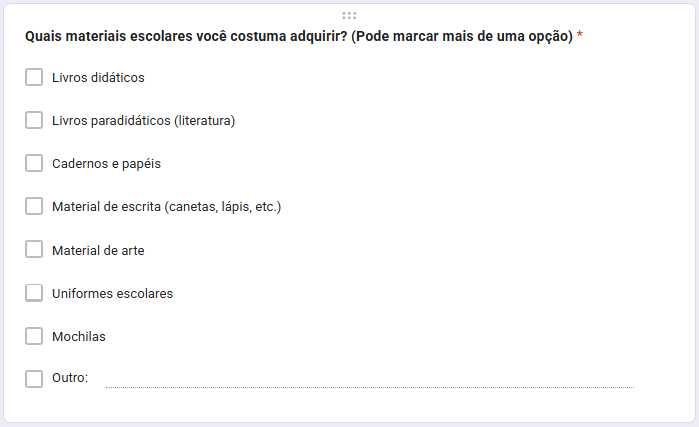 Quais materiais escolares você costuma adquirir? (Pode marcar mais de uma opção) *
Livros didáticos
Livros paradidáticos (literatura)
Cadernos e papéis
Material de escrita (canetas, lápis, etc.)
Material de arte
Uniformes escolares
Mochilas
Outro: